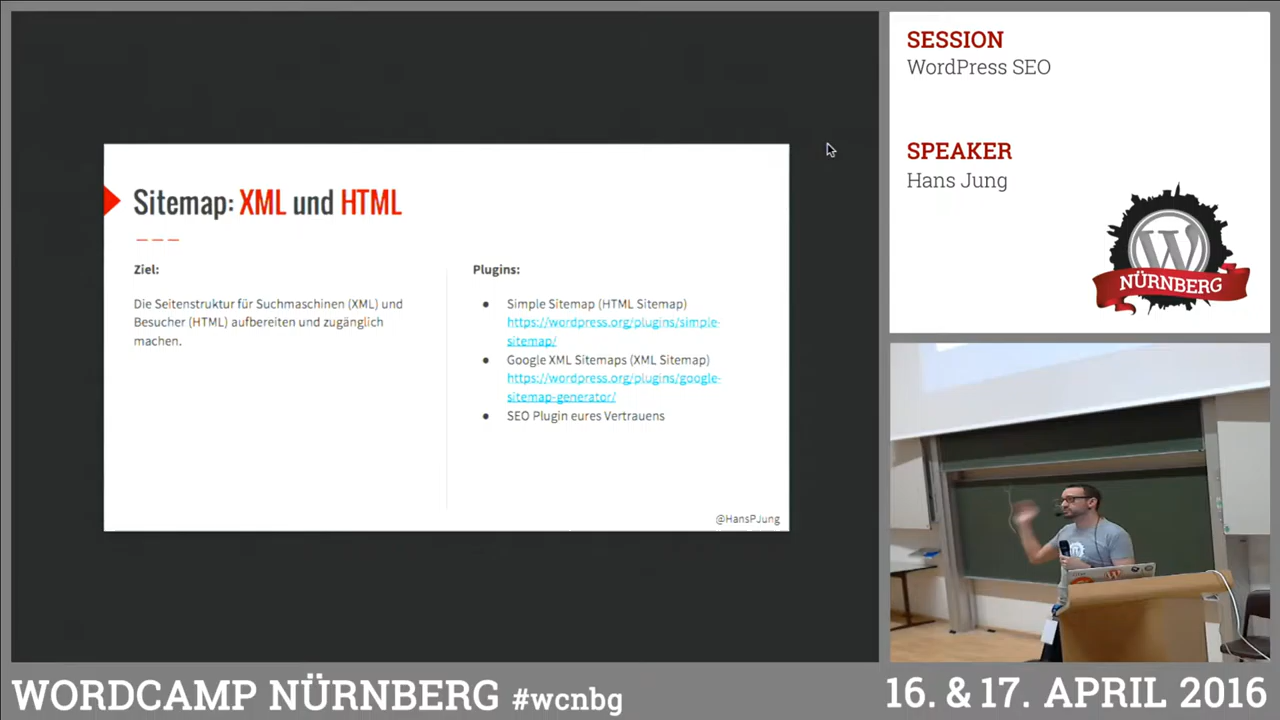 Sitemap: XML und HTML
Ziel:
Die Seitenstruktur für Suchmaschinen (XML) und
Besucher (HTML) aufbereiten und zugänglich
machen.
Plugins:
Simple Sitemap (HTML Sitemap)
https://wordpress.org/plugins/simple-
sitemap/
Google XML Sitemaps (XML Sitemap)
https://wordpress.org/plugins/google-
sitemap-generator/
SEO Plugin eures Vertrauens
@HansPJung
SESSION
WordPress SEO
SPEAKER
Hans Jung
W
NÜRNBERG
WORDCAMP NÜRNBERG #wcnbg
16. & 17. APRIL 2016